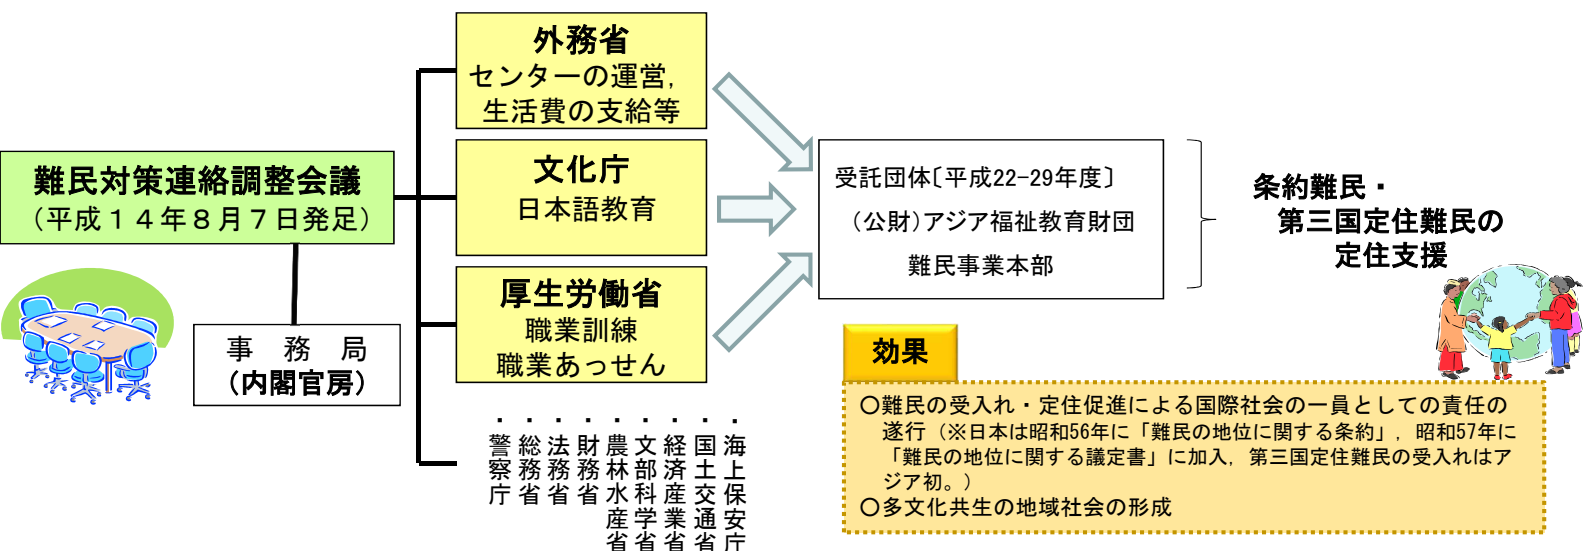 難民対策連絡調整会議
（平成１４年８月７日発足）
事　務　局
（内閣官房）
外務省
センターの運営，
生活費の支給等
文化庁
日本語教育
厚生労働省
職業訓練
職業あっせん
・警察庁
・総務省
・法務省
・財務省
・農林水産省
・文部科学省
・経済産業省
・国土交通省
・海上保安庁
受託団体〔平成22-29年度〕
（公財）アジア福祉教育財団
難民事業本部
条約難民・
第三国定住難民の
定住支援
効果
〇難民の受入れ・定住促進による国際社会の一員としての責任の
遂行（※日本は昭和56年に「難民の地位に関する条約」，昭和57年に
「難民の地位に関する議定書」に加入，第三国定住難民の受入れはア
ジア初。）
〇多文化共生の地域社会の形成